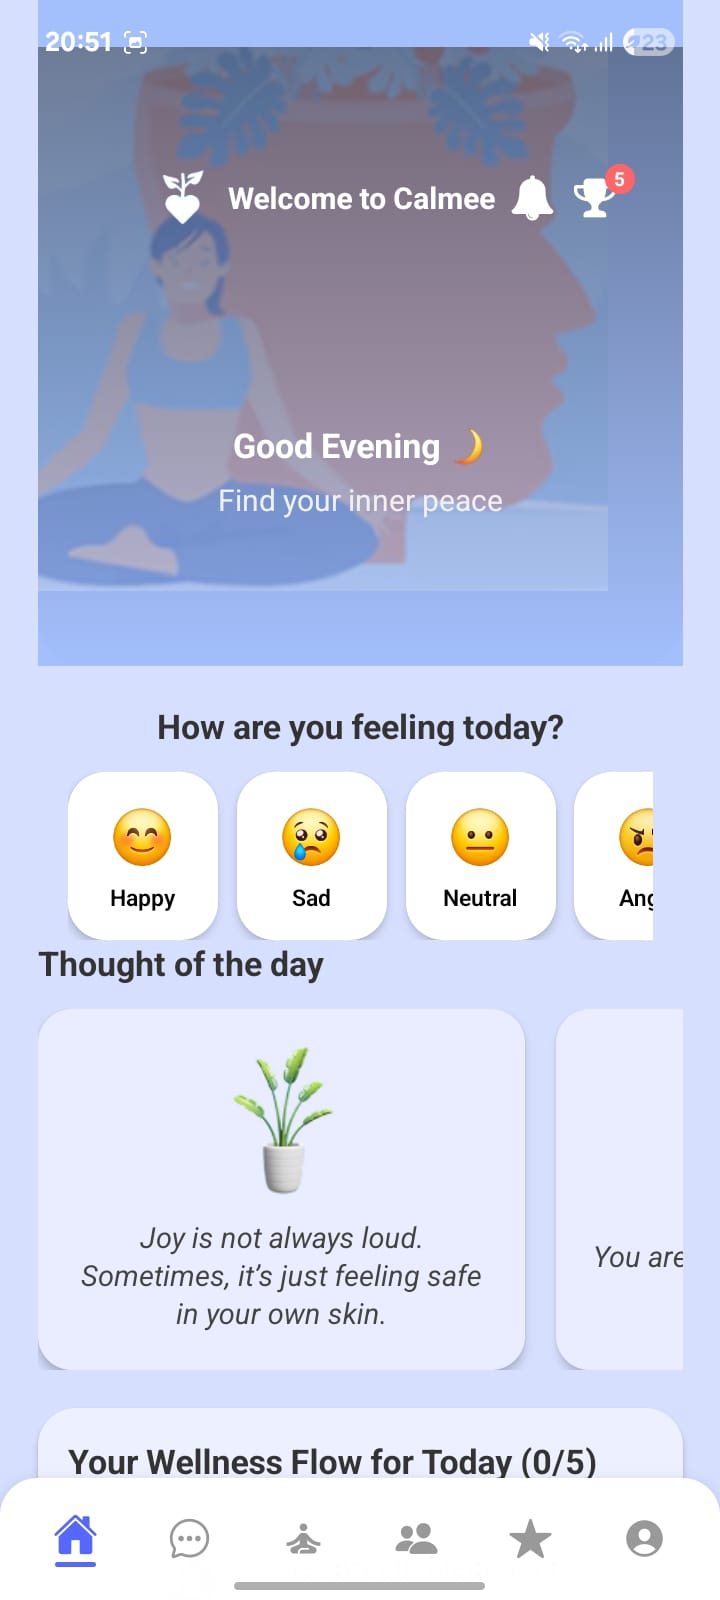 20:51
23
Welcome to Calmee
5
Good Evening 🌙
Find your inner peace
How are you feeling today?
Happy
Sad
Neutral
Ang
Thought of the day
Joy is not always loud.
Sometimes, it’s just feeling safe
in your own skin.
You are
Your Wellness Flow for Today (0/5)